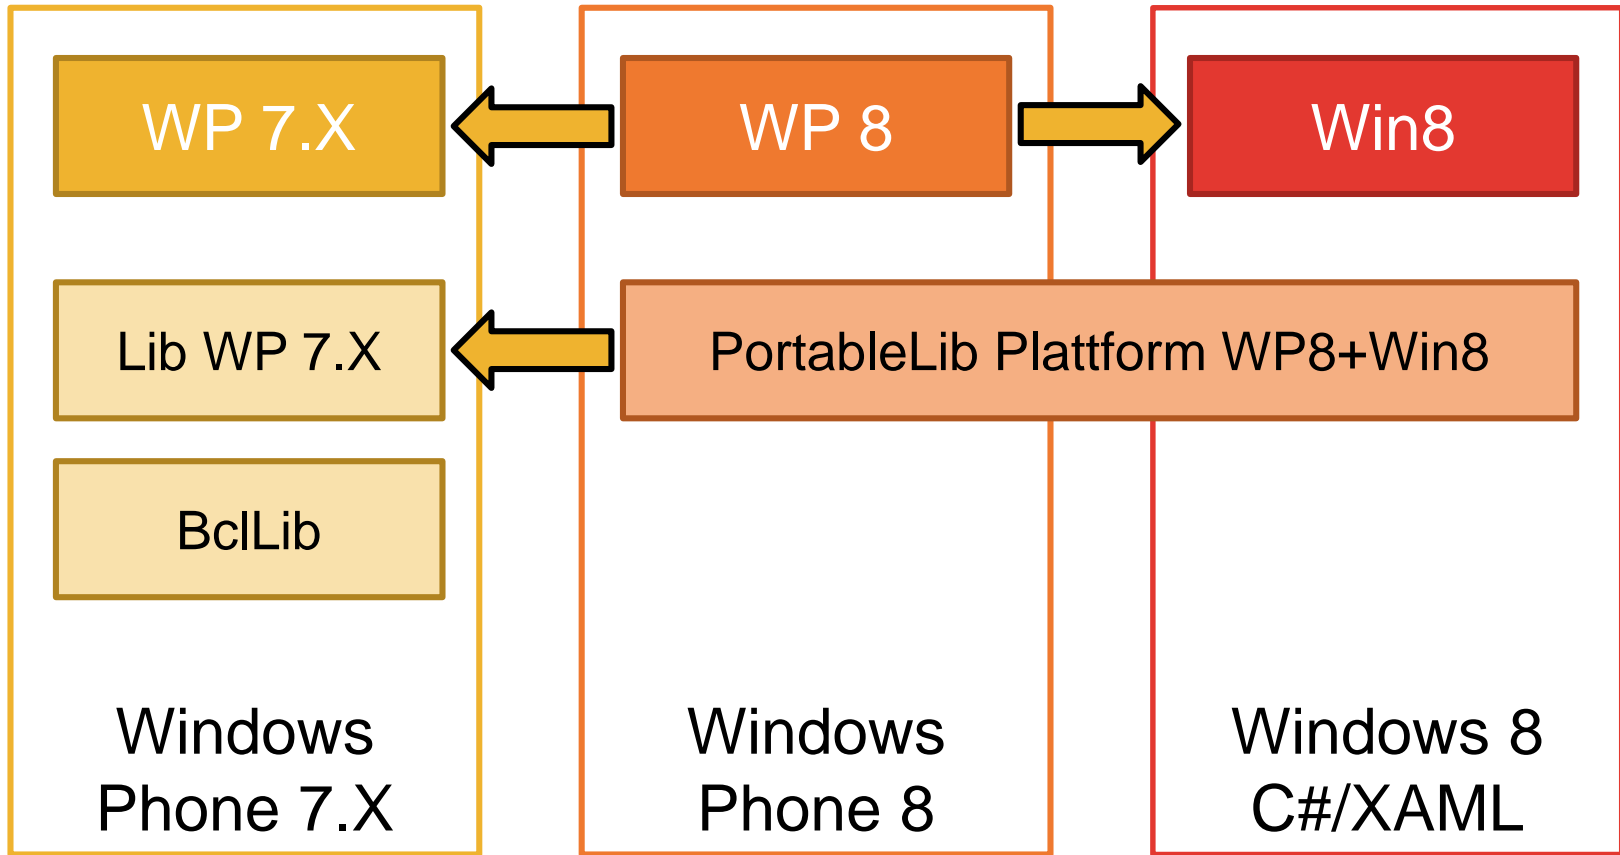 WP 7.X
WP 8
Win8
Lib WP 7.X
PortableLib Plattform WP8+Win8
BclLib
Windows
Phone 7.X
Windows
Phone 8
Windows 8
C#/XAML